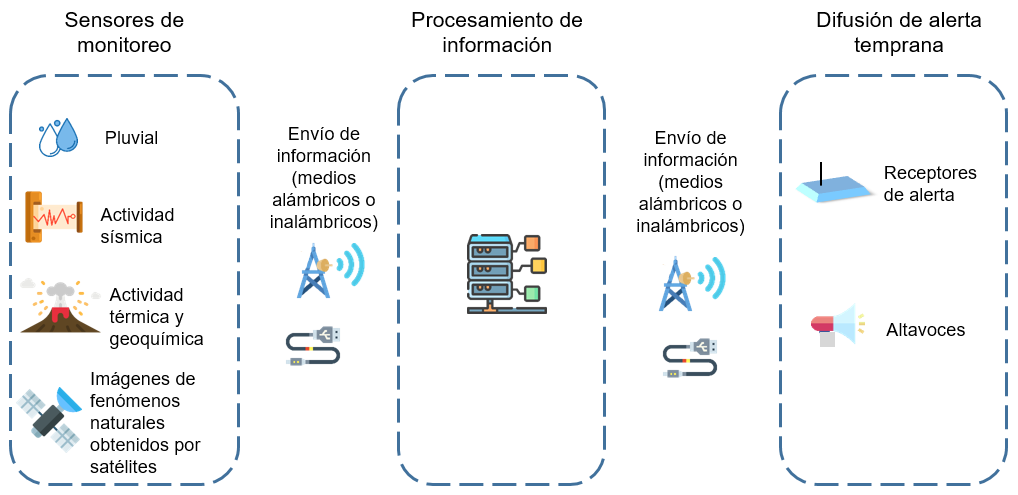 Sensores de
monitoreo
Pluvial
Actividad
sísmica
Actividad
térmica y
geoquímica
Imágenes de
fenómenos
naturales
obtenidos por
satélites
Envío de
información
(medios
alámbricos o
inalámbricos)
Procesamiento de
información
Envío de
información
(medios
alámbricos o
inalámbricos)
Difusión de alerta
temprana
Receptores
de alerta
Altavoces